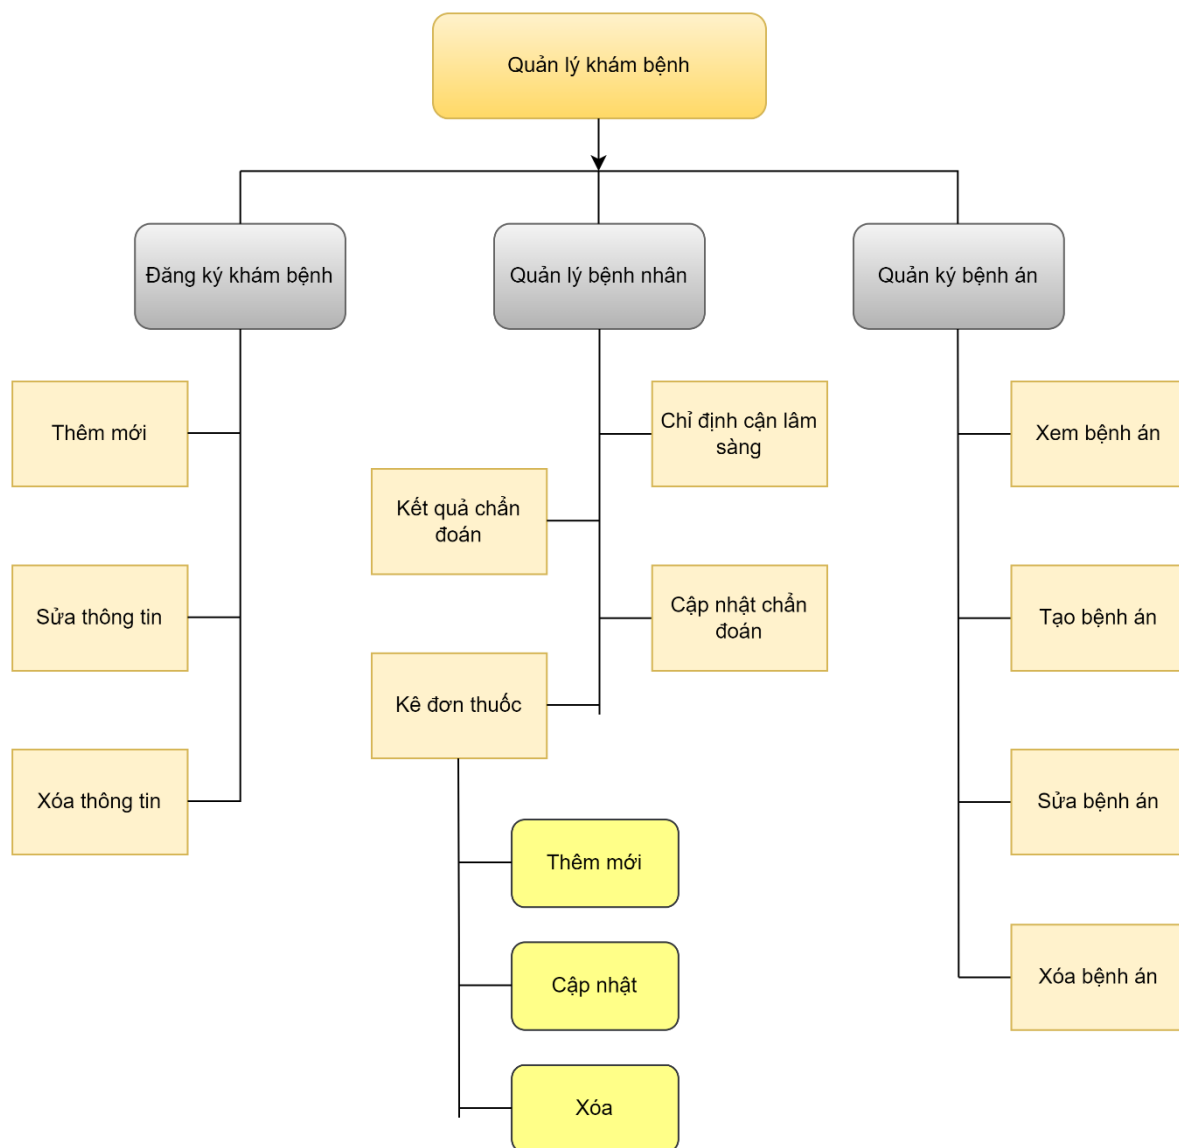 Quản lý khám bệnh
Đăng ký khám bệnh
Quản lý bệnh nhân
Quản ký bệnh án
Thêm mới
Sửa thông tin
Xóa thông tin
Chỉ định cận lâm
sàng
Kết quả chẩn
đoán
Cập nhật chẩn
đoán
Kê đơn thuốc
Thêm mới
Cập nhật
Xóa
Xem bệnh án
Tạo bệnh án
Sửa bệnh án
Xóa bệnh án